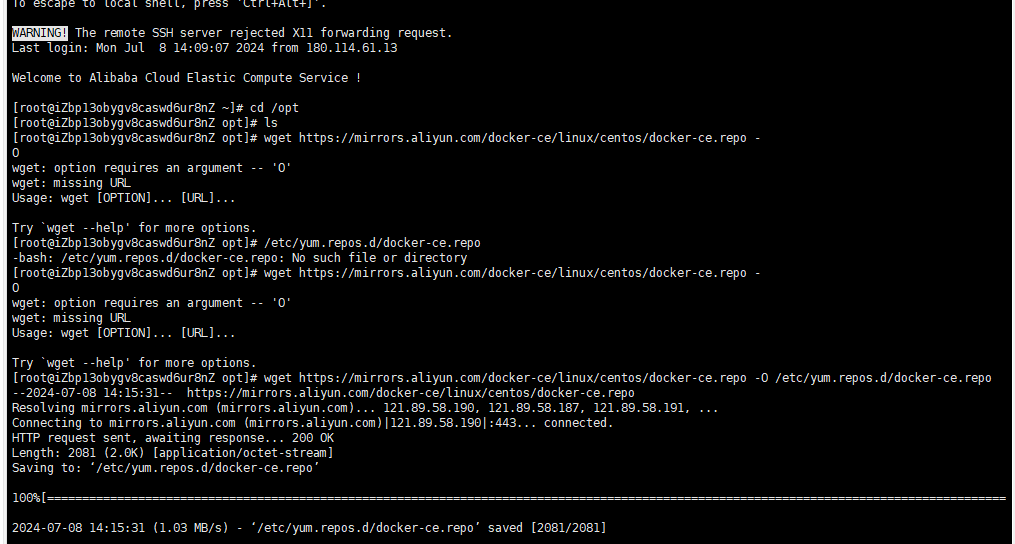 To escape to local shell, press 'Ctrl+Alt+]'.
WARNING! The remote SSH server rejected X11 forwarding request.
Last login: Mon Jul  8 14:09:07 2024 from 180.114.61.13
Welcome to Alibaba Cloud Elastic Compute Service !
[root@iZbp13obygv8caswd6ur8nZ ~]# cd /opt
[root@iZbp13obygv8caswd6ur8nZ opt]# ls
[root@iZbp13obygv8caswd6ur8nZ opt]# wget https://mirrors.aliyun.com/docker-ce/linux/centos/docker-ce.repo -
O
wget: option requires an argument -- 'O'
wget: missing URL
Usage: wget [OPTION]... [URL]...
Try `wget --help' for more options.
[root@iZbp13obygv8caswd6ur8nZ opt]# /etc/yum.repos.d/docker-ce.repo
-bash: /etc/yum.repos.d/docker-ce.repo: No such file or directory
[root@iZbp13obygv8caswd6ur8nZ opt]# wget https://mirrors.aliyun.com/docker-ce/linux/centos/docker-ce.repo -
O
wget: option requires an argument -- 'O'
wget: missing URL
Usage: wget [OPTION]... [URL]...
Try `wget --help' for more options.
[root@iZbp13obygv8caswd6ur8nZ opt]# wget https://mirrors.aliyun.com/docker-ce/linux/centos/docker-ce.repo -O /etc/yum.repos.d/docker-ce.repo
--2024-07-08 14:15:31--  https://mirrors.aliyun.com/docker-ce/linux/centos/docker-ce.repo
Resolving mirrors.aliyun.com (mirrors.aliyun.com)... 121.89.58.190, 121.89.58.187, 121.89.58.191, ...
Connecting to mirrors.aliyun.com (mirrors.aliyun.com)|121.89.58.190|:443... connected.
HTTP request sent, awaiting response... 200 OK
Length: 2081 (2.0K) [application/octet-stream]
Saving to: ‘/etc/yum.repos.d/docker-ce.repo’
100%[=========================================================================================================================================
2024-07-08 14:15:31 (1.03 MB/s) - ‘/etc/yum.repos.d/docker-ce.repo’ saved [2081/2081]